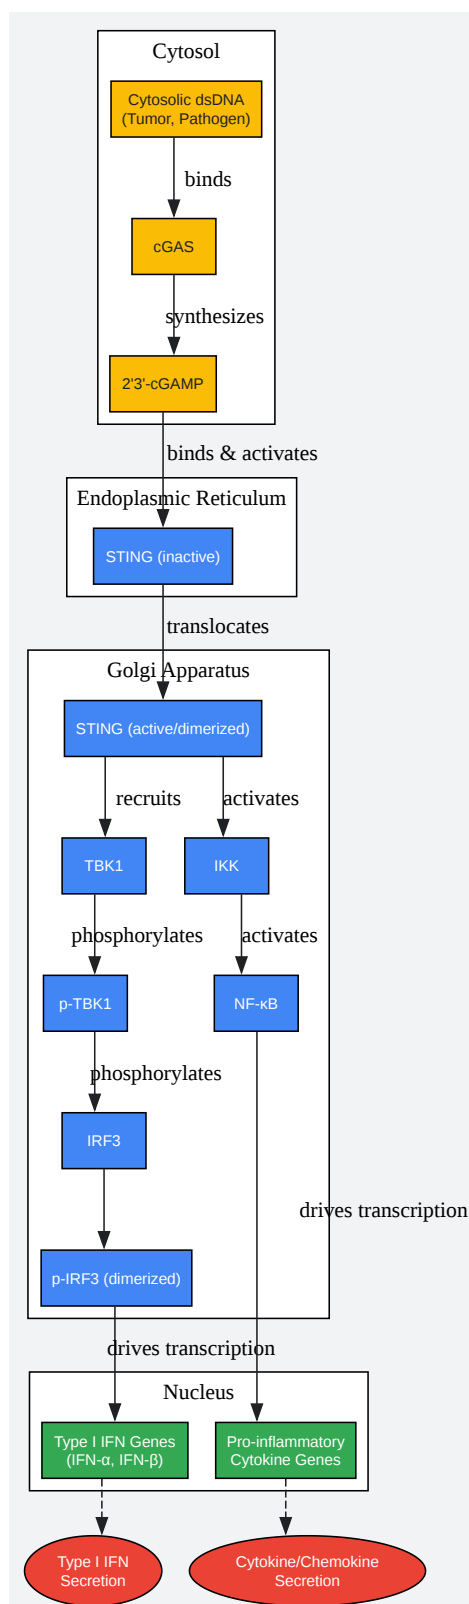 Cytosol
Cytosolic dsDNA
(Tumor, Pathogen)
binds
cGAS
synthesizes
2'3'-cGAMP
binds & activates
Endoplasmic Reticulum
STING (inactive)
translocates
Golgi Apparatus
STING (active/dimerized)
recruits
activates
TBK1
IKK
phosphorylates
activates
p-TBK1
NF-κB
phosphorylates
IRF3
drives transcription
p-IRF3 (dimerized)
drives transcription
Nucleus
Type I IFN Genes
(IFN-α, IFN-β)
Pro-inflammatory
Cytokine Genes
Type I IFN
Secretion
Cytokine/Chemokine
Secretion